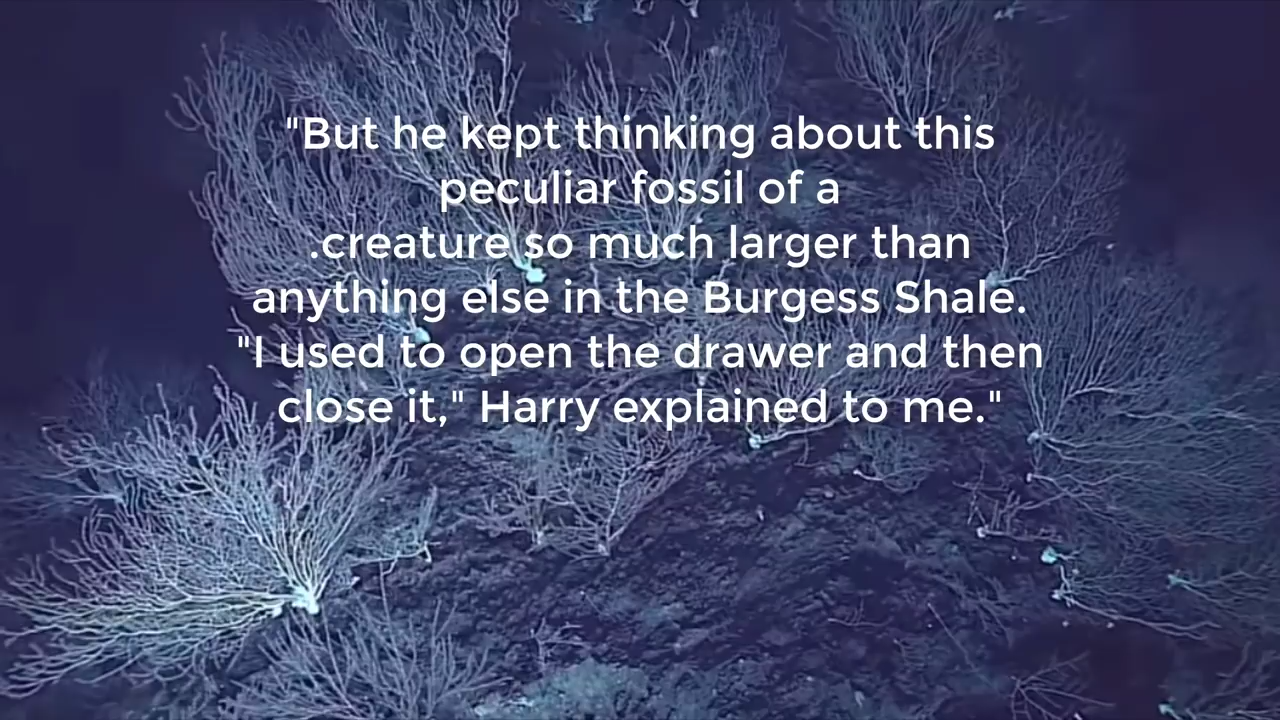 "But he kept thinking about this
peculiar fossil of a
.creature so much larger than
anything else in the Burgess Shale.
"I used to open the drawer and then
close it," Harry explained to me."